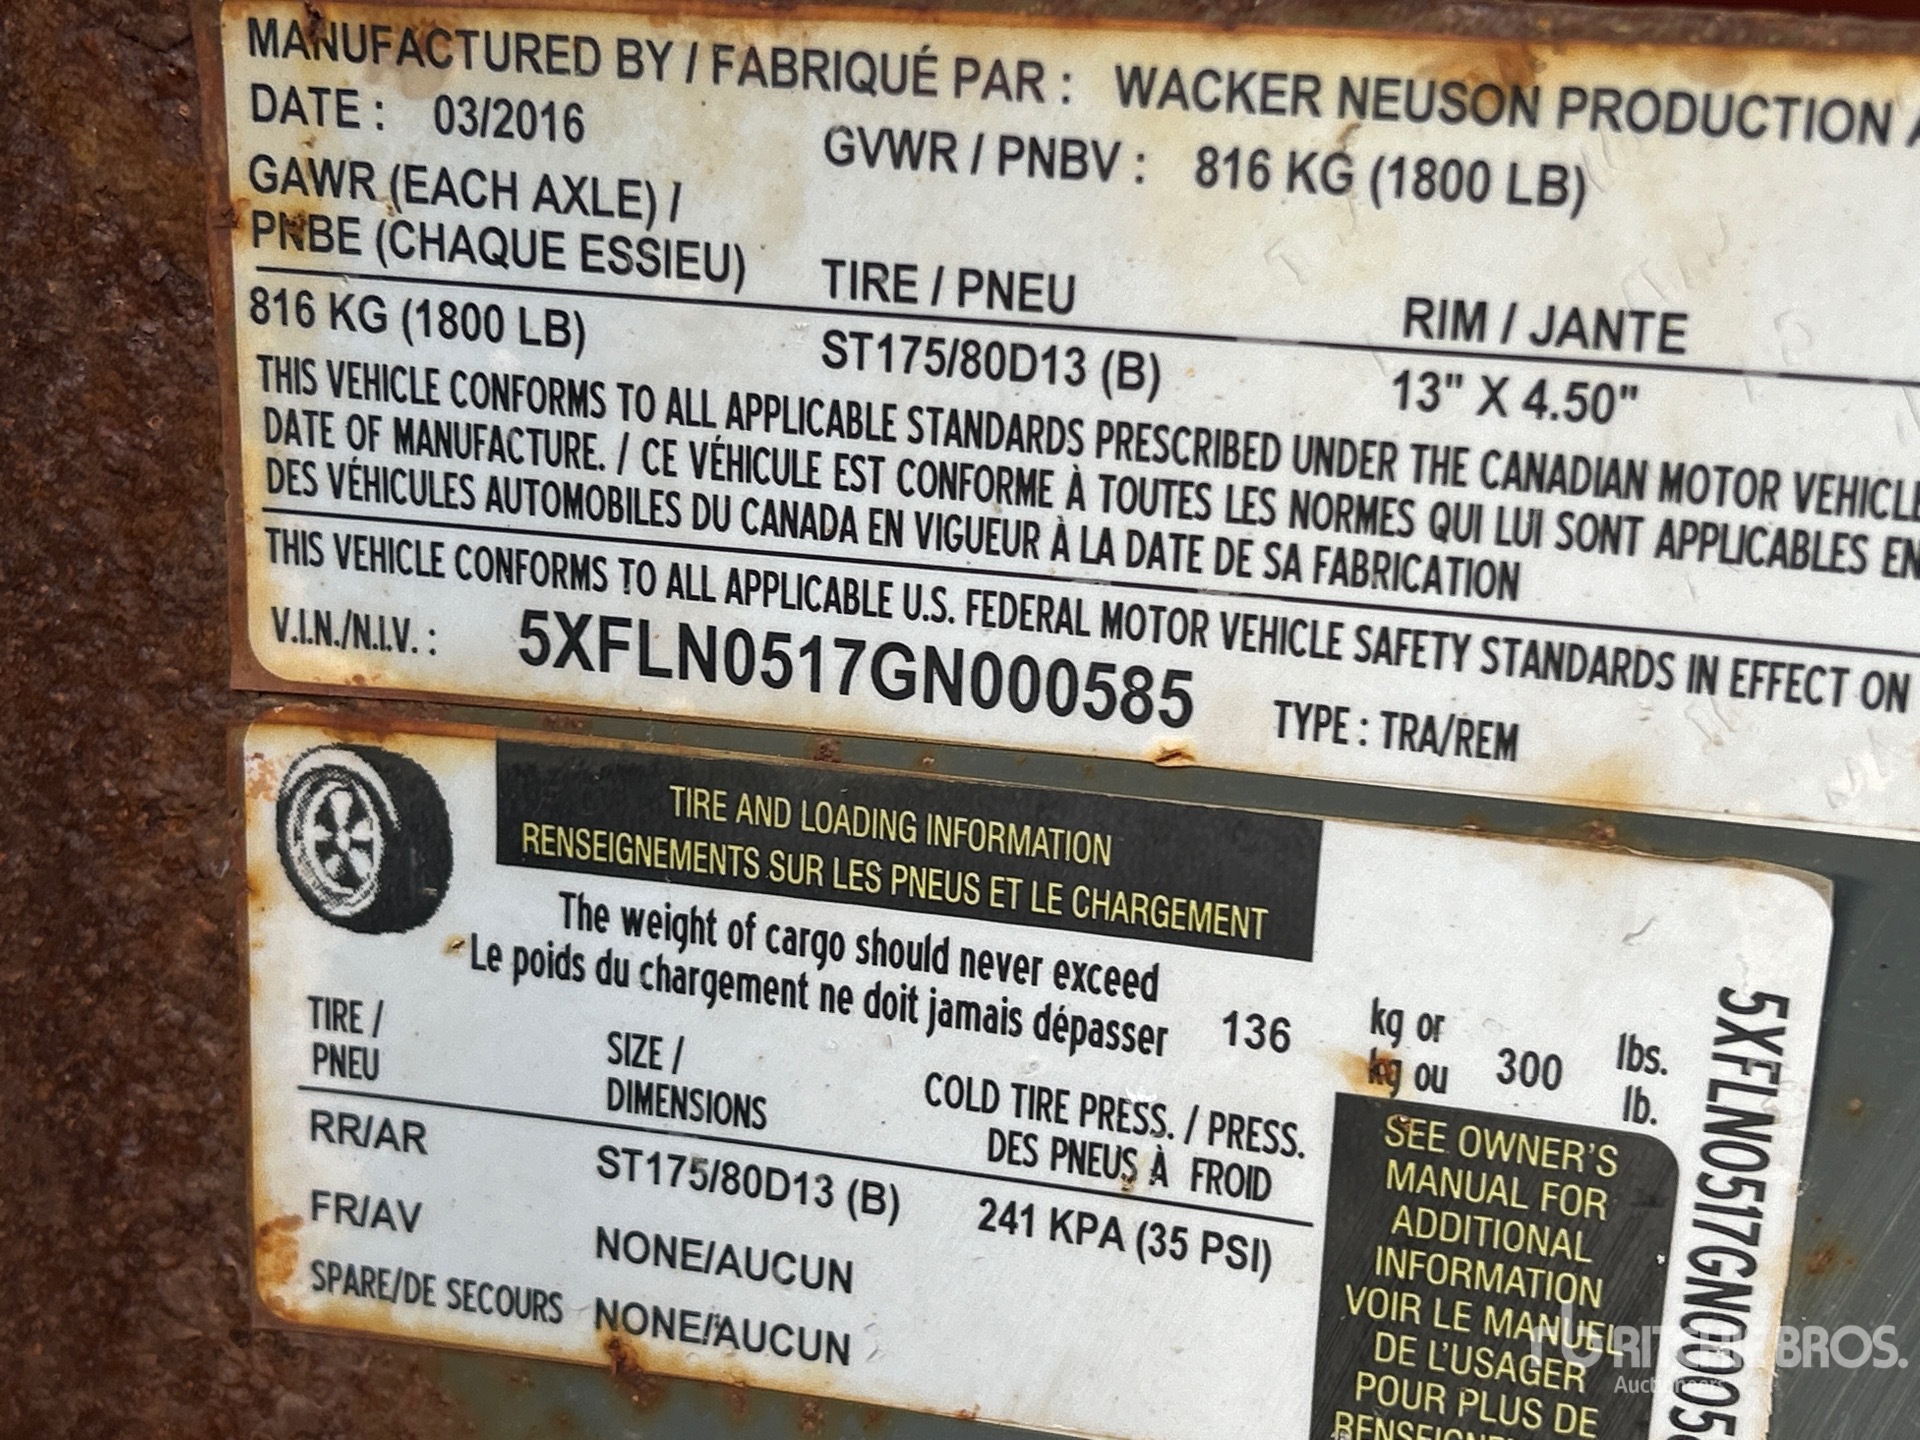 MANUFACTURED BY / FABRIQUÉ PAR : WACKER NEUSON PRODUCTION
DATE : 03/2016
GVWR / PNBV : 816 KG (1800 LB)
GAWR (EACH AXLE) /
PNBE (CHAQUE ESSIEU)
TIRE / PNEU
RIM / JANTE
816 KG (1800 LB)
ST175/80D13 (B)
13" X 4.50"
THIS VEHICLE CONFORMS TO ALL APPLICABLE STANDARDS PRESCRIBED UNDER THE CANADIAN MOTOR VEHICLE
DATE OF MANUFACTURE. / CE VÉHICULE EST CONFORME À TOUTES LES NORMES QUI LUI SONT APPLICABLES EN
DES VÉHICULES AUTOMOBILES DU CANADA EN VIGUEUR À LA DATE DE SA FABRICATION
THIS VEHICLE CONFORMS TO ALL APPLICABLE U.S. FEDERAL MOTOR VEHICLE SAFETY STANDARDS IN EFFECT ON
V.I.N./N.I.V. : 5XFLN0517GN000585
TYPE : TRA/REM
TIRE AND LOADING INFORMATION
RENSEIGNEMENTS SUR LES PNEUS ET LE CHARGEMENT
The weight of cargo should never exceed
Le poids du chargement ne doit jamais dépasser
136
kg or
kg ou
300
lbs.
lb.
TIRE /
PNEU
SIZE /
DIMENSIONS
COLD TIRE PRESS. / PRESS.
DES PNEUS À FROID
RR/AR
ST175/80D13 (B)
241 KPA (35 PSI)
FR/AV
NONE/AUCUN
SPARE/DE SECOURS
NONE/AUCUN
SEE OWNER'S
MANUAL FOR
ADDITIONAL
INFORMATION
VOIR LE MANUEL
DE L'USAGER
POUR PLUS DE
5XFLN0517GN00058
RITCHIE BROS.
Auctioneers